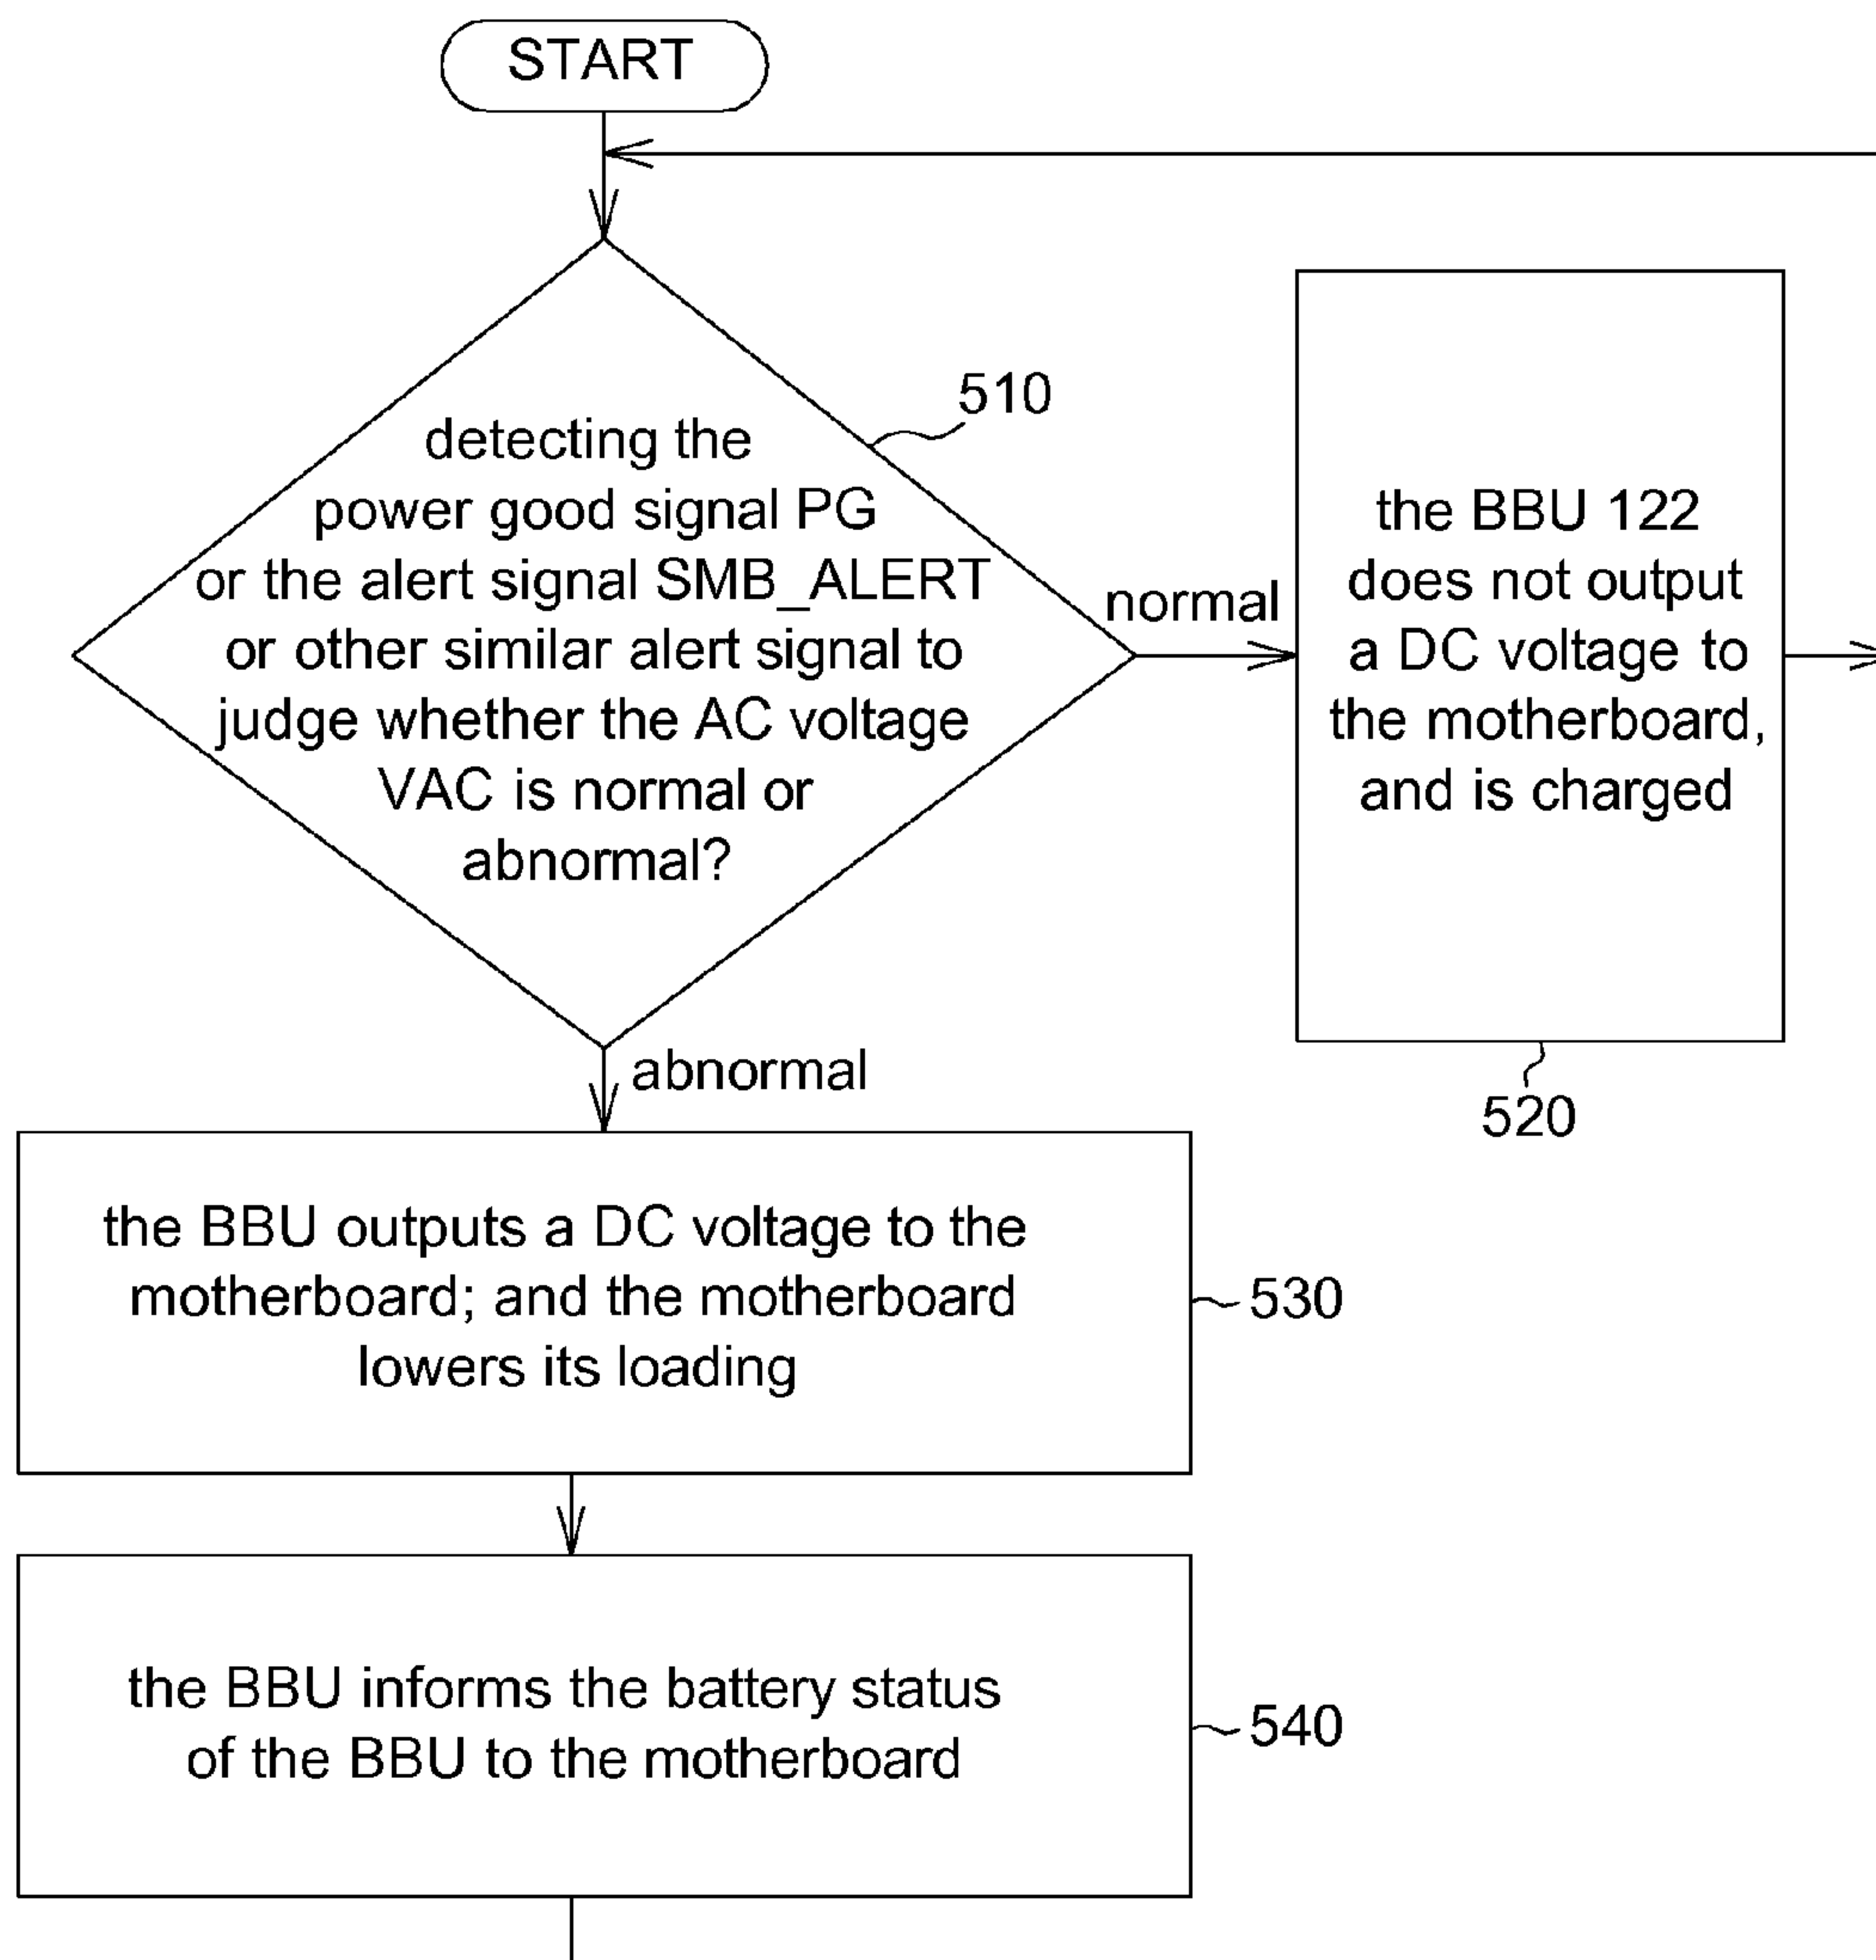 START
510
detecting the
power good signal PG
or the alert signal SMB_ALERT
or other similar alert signal to
judge whether the AC voltage
VAC is normal or
abnormal?
normal
the BBU 122
does not output
a DC voltage to
the motherboard,
and is charged
520
abnormal
the BBU outputs a DC voltage to the
motherboard; and the motherboard
lowers its loading
530
the BBU informs the battery status
of the BBU to the motherboard
540